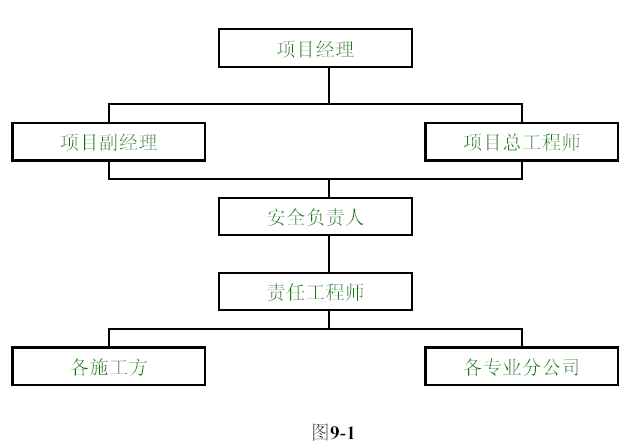 项目经理
项目副经理
项目总工程师
安全负责人
责任工程师
各施工方
各专业分公司
图9-1